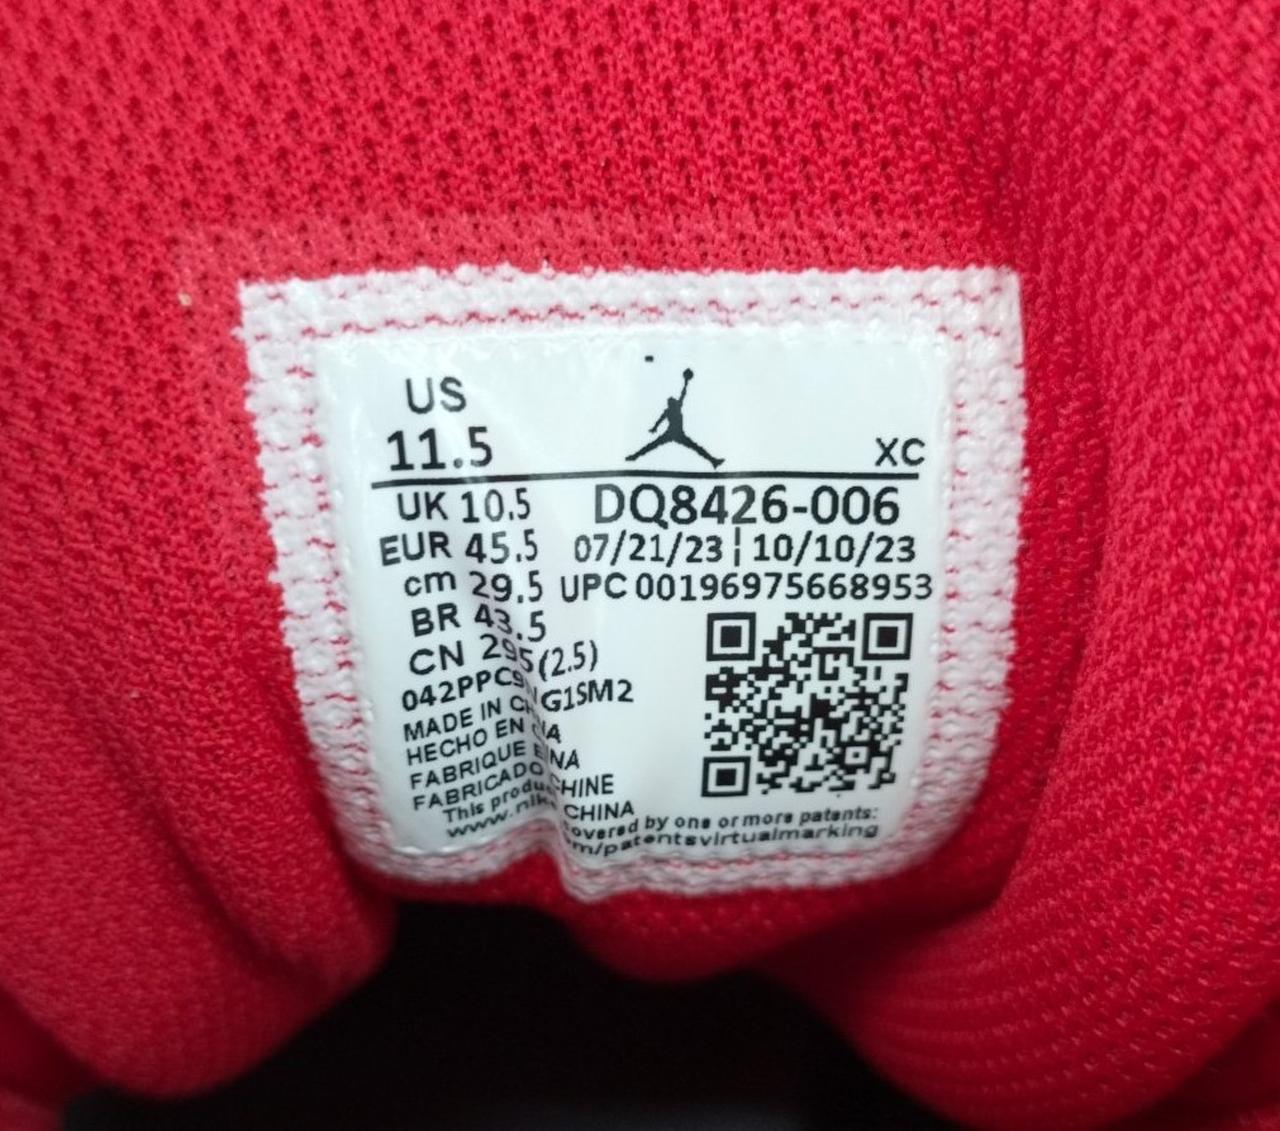 US
11.5
XC
UK 10.5 DQ8426-006
EUR 45.5 07/21/23 | 10/10/23
cm 29.5 UPC 00196975668953
BR 43.5
CN 295 (2.5)
G1SM2
MADE IN
HECHO EN
FABRIQUE
FABRICADO CHINE
This CHINA
covered by one or more patents:
www. /patentsvirtualmarking